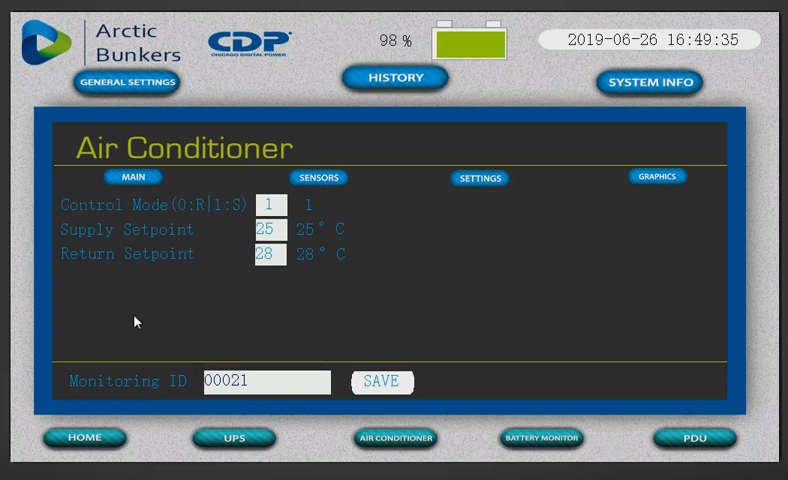 Arctic
Bunkers
CDP
CHICAGO DIGITAL POWER
98 %
2019-06-26 16:49:35
GENERAL SETTINGS
HISTORY
SYSTEM INFO
Air Conditioner
MAIN
SENSORS
SETTINGS
GRAPHICS
Control Mode(0:R|1:S) 1 1
Supply Setpoint 25 25° C
Return Setpoint 28 28° C
Monitoring ID 00021 SAVE
HOME
UPS
AIR CONDITIONER
BATTERY MONITOR
PDU